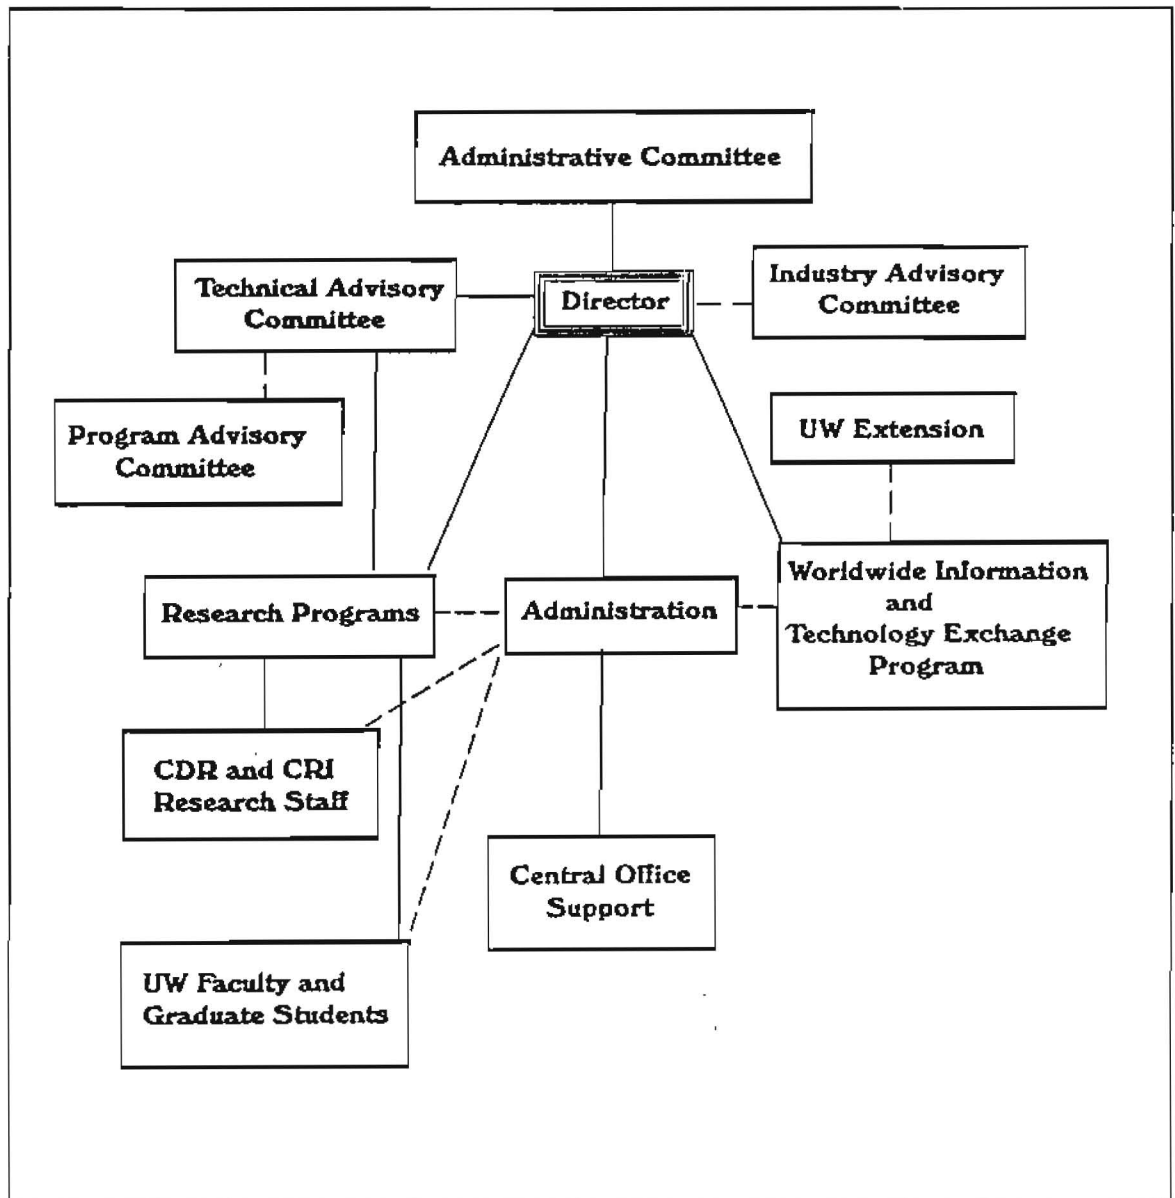 Administrative Committee
Technical Advisory
Committee
Director
Industry Advisory
Committee
Program Advisory
Committee
UW Extension
Research Programs
Administration
Worldwide Information
and
Technology Exchange
Program
CDR and CRI
Research Staff
Central Office
Support
UW Faculty and
Graduate Students